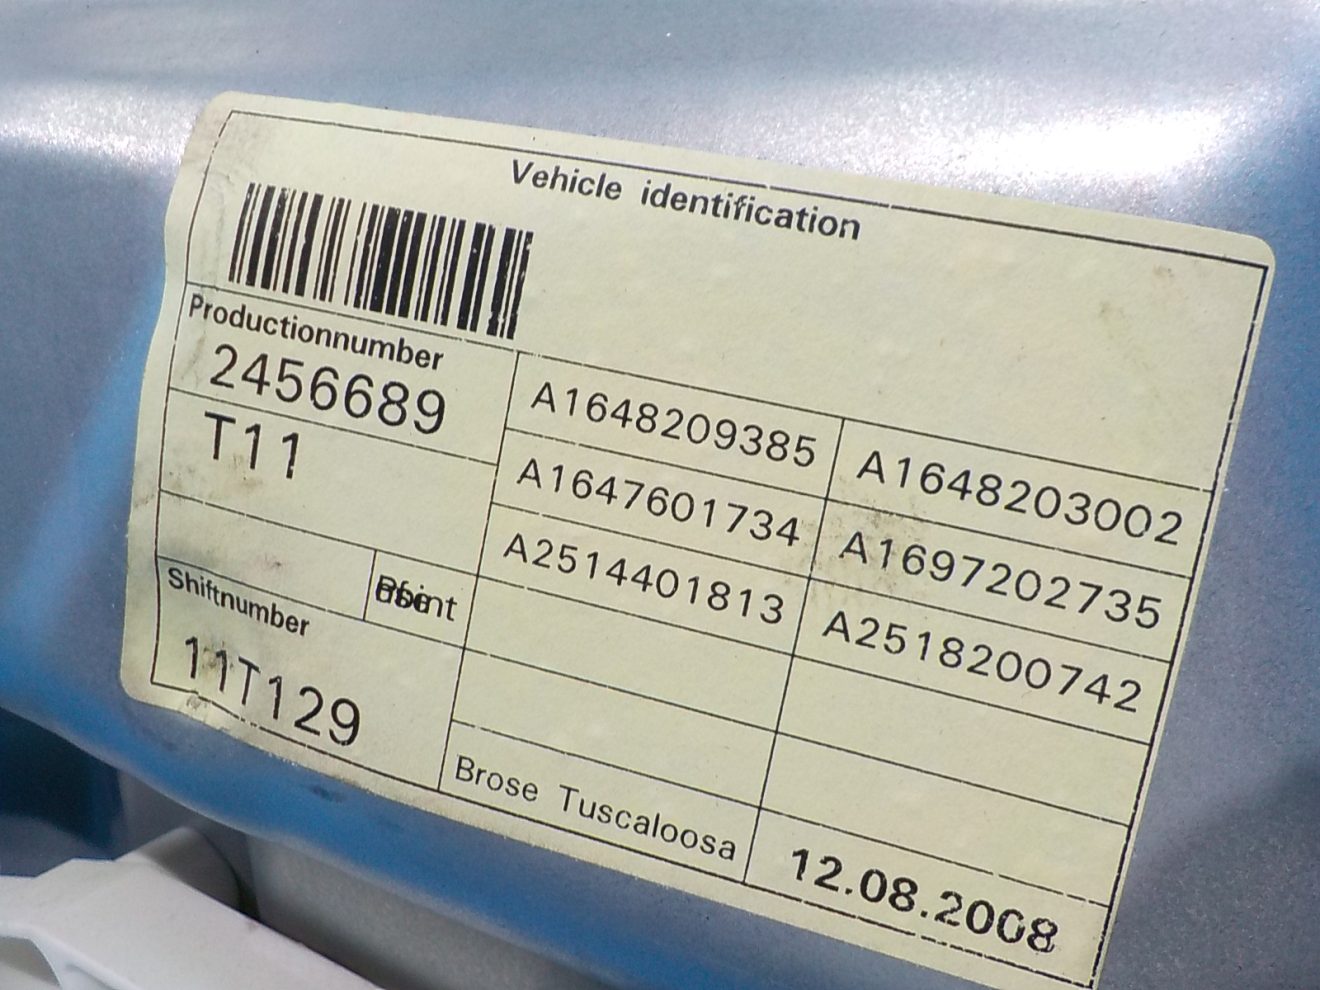 Vehicle identification
Productionnumber
2456689
T11
A1648209385
A1648203002
A1647601734
A1697202735
A2514401813
A2518200742
Shiftnumber
11T129
Brose Tuscaloosa
12.08.2008